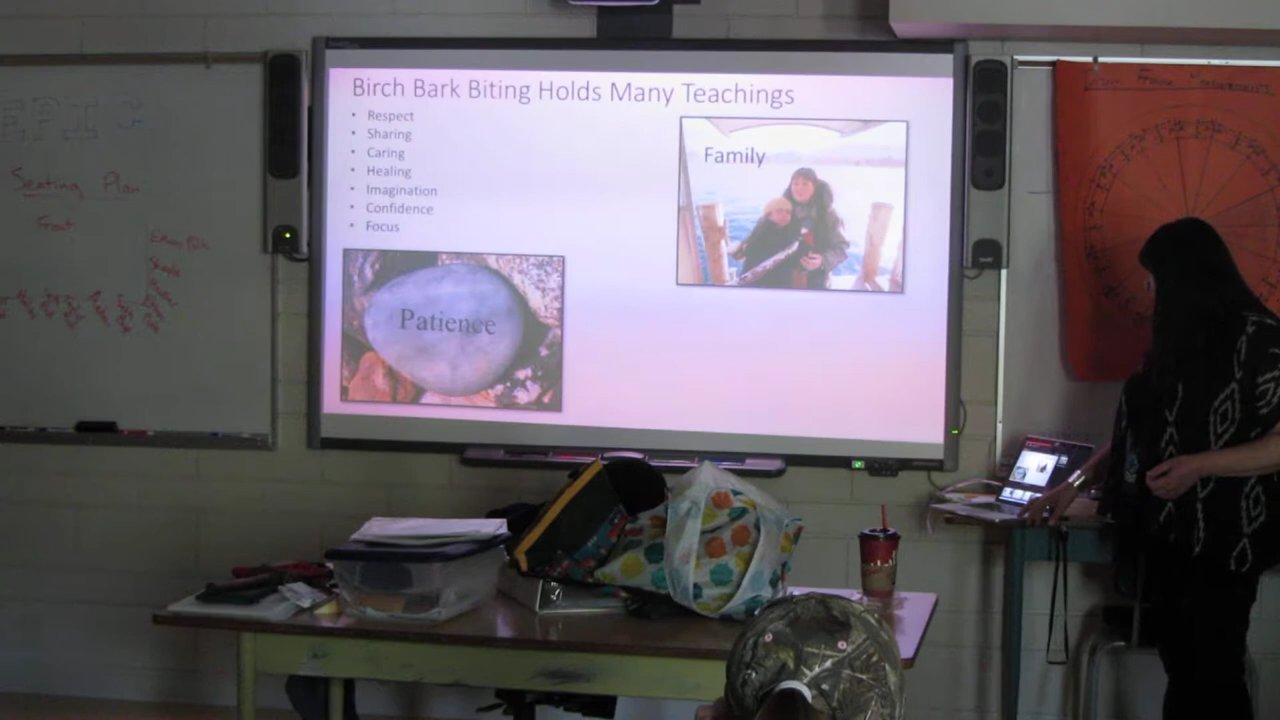 Birch Bark Biting Holds Many Teachings
• Respect
• Sharing
• Caring
• Healing
• Imagination
• Confidence
• Focus
Family
Patience
Seating Plan
Front